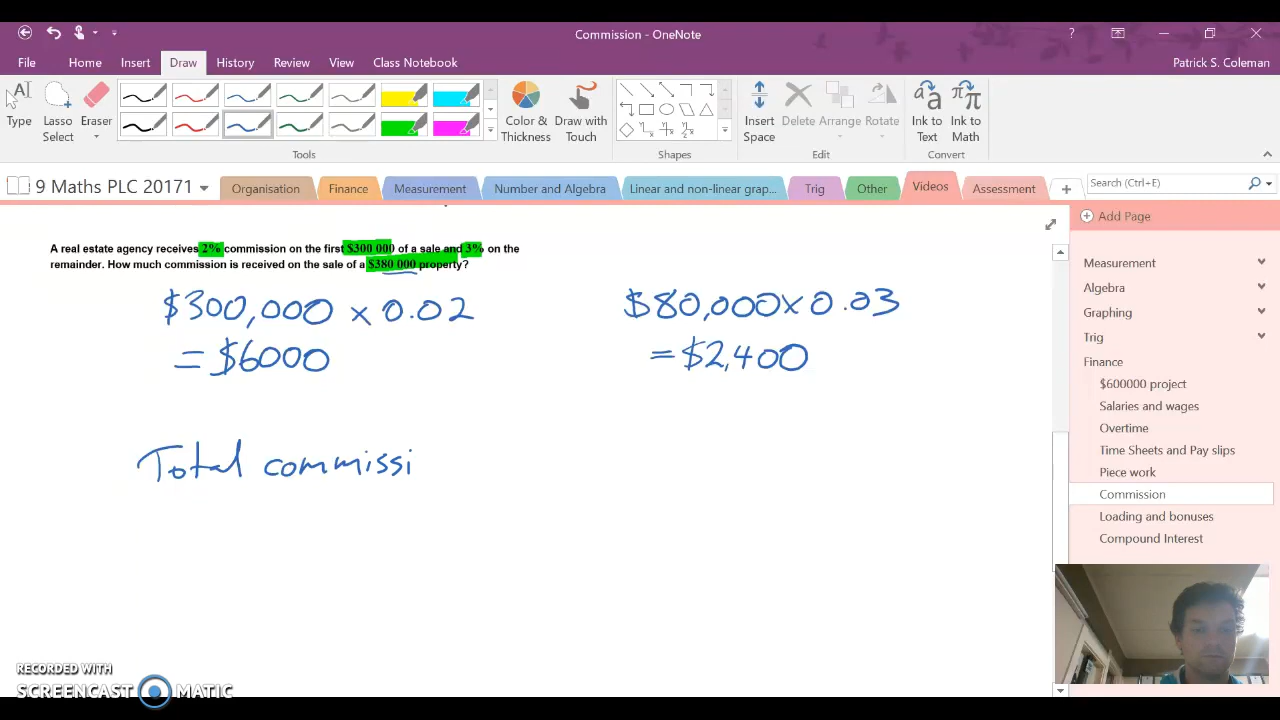 Commission - OneNote
?
File Home Insert Draw History Review View Class Notebook
Patrick S. Coleman
Type
Lasso Select
Eraser
Color & Thickness
Draw with Touch
Insert Space
Delete
Arrange
Rotate
Ink to Text
Ink to Math
Tools
Shapes
Edit
Convert
9 Maths PLC 20171
Organisation
Finance
Measurement
Number and Algebra
Linear and non-linear grap...
Trig
Other
Videos
Assessment
Search (Ctrl+E)
Add Page
A real estate agency receives 2% commission on the first $300 000 of a sale and 3% on the
remainder. How much commission is received on the sale of a $380 000 property?
$300,000 × 0.02
= $6000
$80,000 × 0.03
= $2,400
Total commissi
Measurement
Algebra
Graphing
Trig
Finance
$600000 project
Salaries and wages
Overtime
Time Sheets and Pay slips
Piece work
Commission
Loading and bonuses
Compound Interest
RECORDED WITH
SCREENCAST MATIC